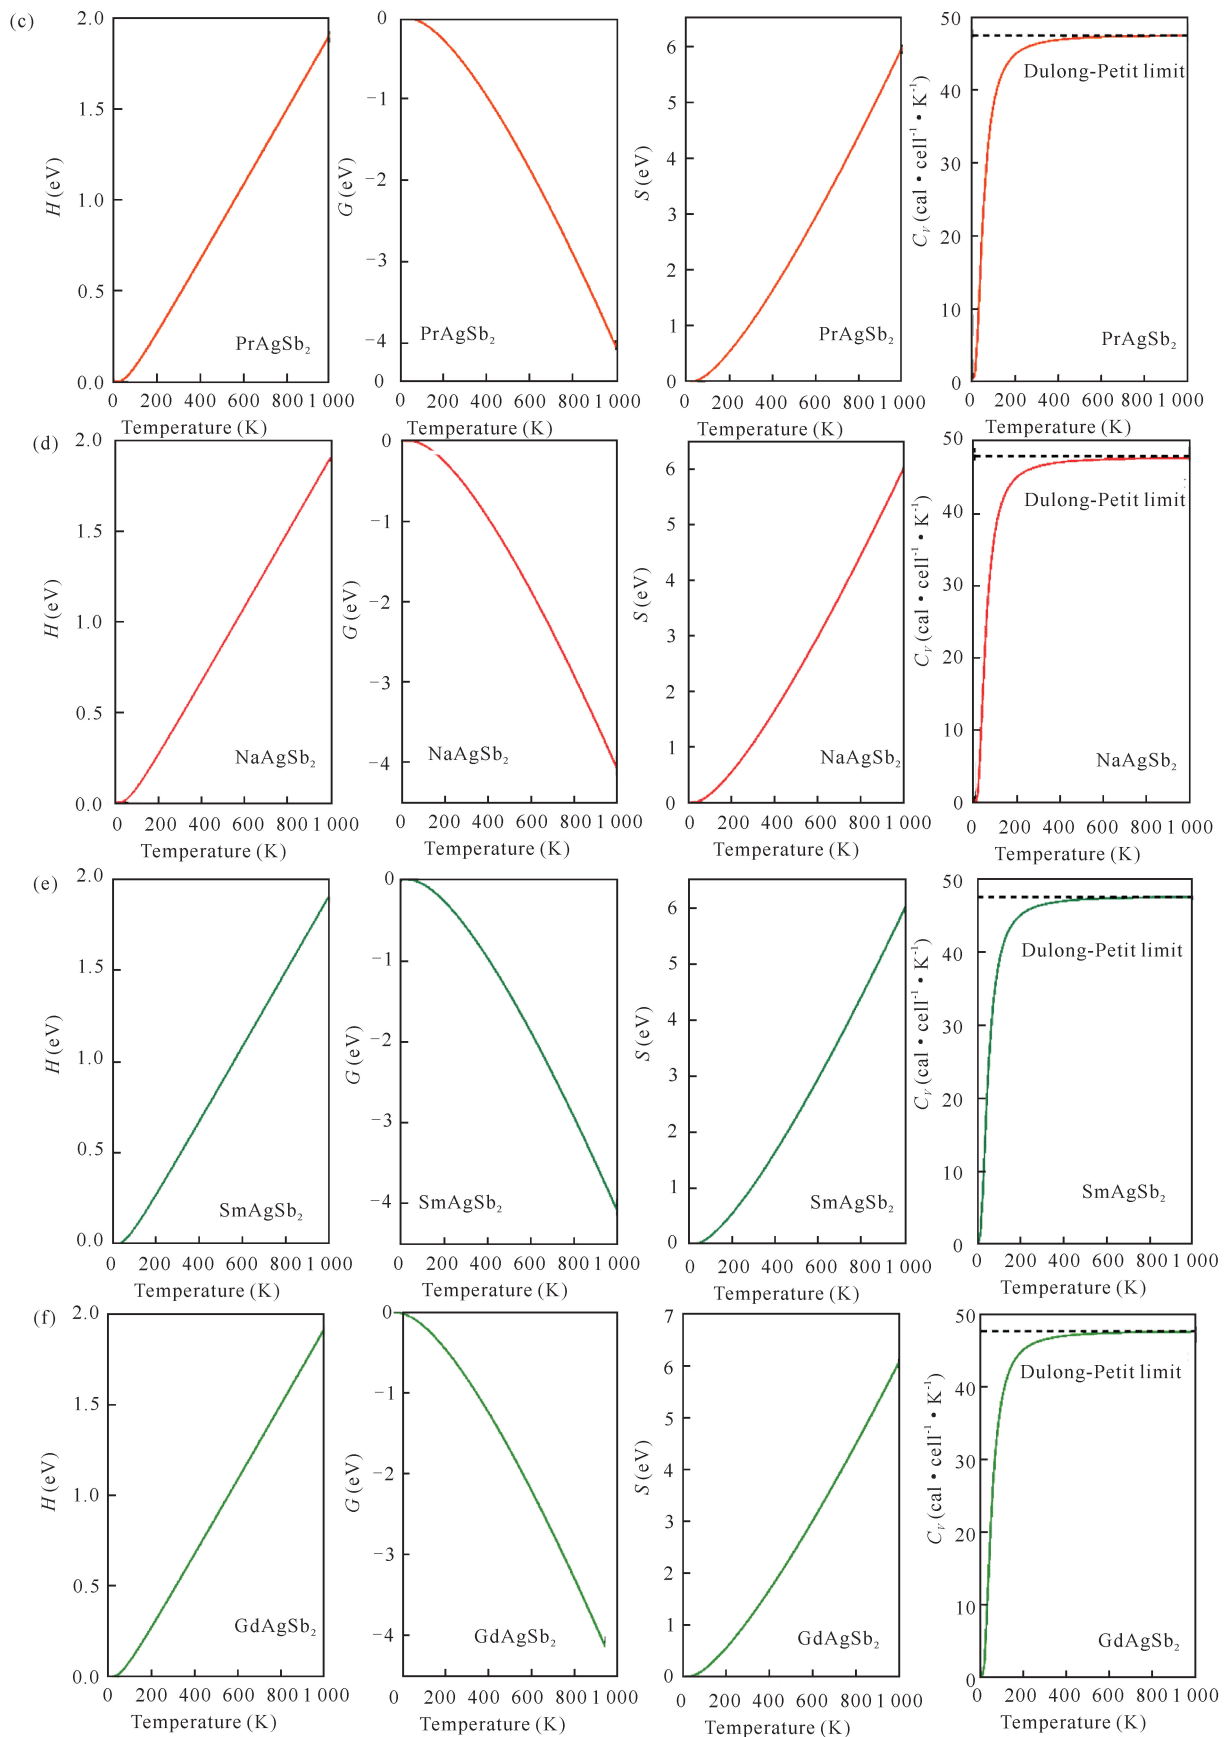 (c)
2.0
1.5
1.0
0.5
0.0
H(eV)
PrAgSb₂
0 200 400 600 800 1 000
Temperature (K)
0
−1
−2
−3
−4
0
G(eV)
PrAgSb₂
0 200 400 600 800 1 000
Temperature (K)
6
5
4
3
2
1
0
S(eV)
PrAgSb₂
0 200 400 600 800 1 000
Temperature (K)
50
40
50
20
10
0
C_V(cal·cell⁻¹·K⁻¹)
Dulong-Petit limit
PrAgSb₂
0 200 400 600 800 1 000
Temperature (K)
(d)
2.0
1.5
1.0
0.5
0.0
H(eV)
NaAgSb₂
0 200 400 600 800 1 000
Temperature (K)
0
−1
−2
−3
−4
G(eV)
NaAgSb₂
0 200 400 600 800 1 000
Temperature (K)
6
5
4
3
2
1
0
S(eV)
NaAgSb₂
0 200 400 600 800 1 000
Temperature (K)
50
40
30
20
10
0
C_V(cal·cell⁻¹·K⁻¹)
Dulong-Petit limit
NaAgSb₂
0 200 400 600 800 1 000
Temperature (K)
(e)
2.0
1.5
1.0
0.5
0.0
H(eV)
SmAgSb₂
0 200 400 600 800 1 000
Temperature (K)
0
−1
−2
−3
−4
G(eV)
SmAgSb₂
0 200 400 600 800 1 000
Temperature (K)
6
5
4
3
2
1
0
S(eV)
SmAgSb₂
0 200 400 600 800 1 000
Temperature (K)
50
40
30
20
10
0
C_V(cal·cell⁻¹·K⁻¹)
Dulong-Petit limit
SmAgSb₂
0 200 400 600 800 1 000
Temperature (K)
(f)
2.0
1.5
1.0
0.5
0.0
H(eV)
GdAgSb₂
0 200 400 600 800 1 000
Temperature (K)
0
−1
−2
−3
−4
G(eV)
GdAgSb₂
0 200 400 600 800 1 000
Temperature (K)
7
6
5
4
3
2
1
0
S(eV)
GdAgSb₂
0 200 400 600 800 1 000
Temperature (K)
50
40
30
20
10
0
C_V(cal·cell⁻¹·K⁻¹)
Dulong-Petit limit
GdAgSb₂
0 200 400 600 800 1 000
Temperature (K)